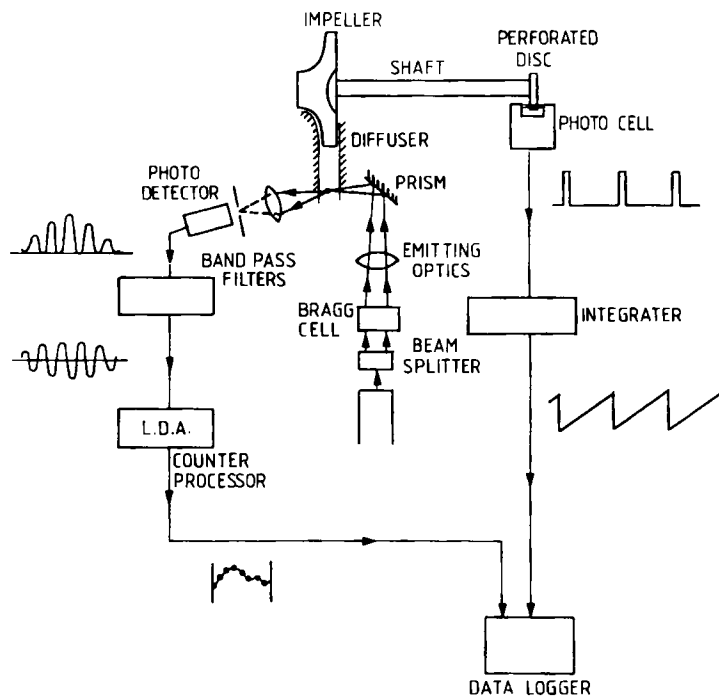 IMPELLER
PERFORATED
DISC
SHAFT
PHOTO CELL
DIFFUSER
PHOTO
DETECTOR
PRISM
EMITTING
OPTICS
BAND PASS
FILTERS
BRAGG
CELL
INTEGRATER
BEAM
SPLITTER
L.D.A.
COUNTER
PROCESSOR
DATA LOGGER